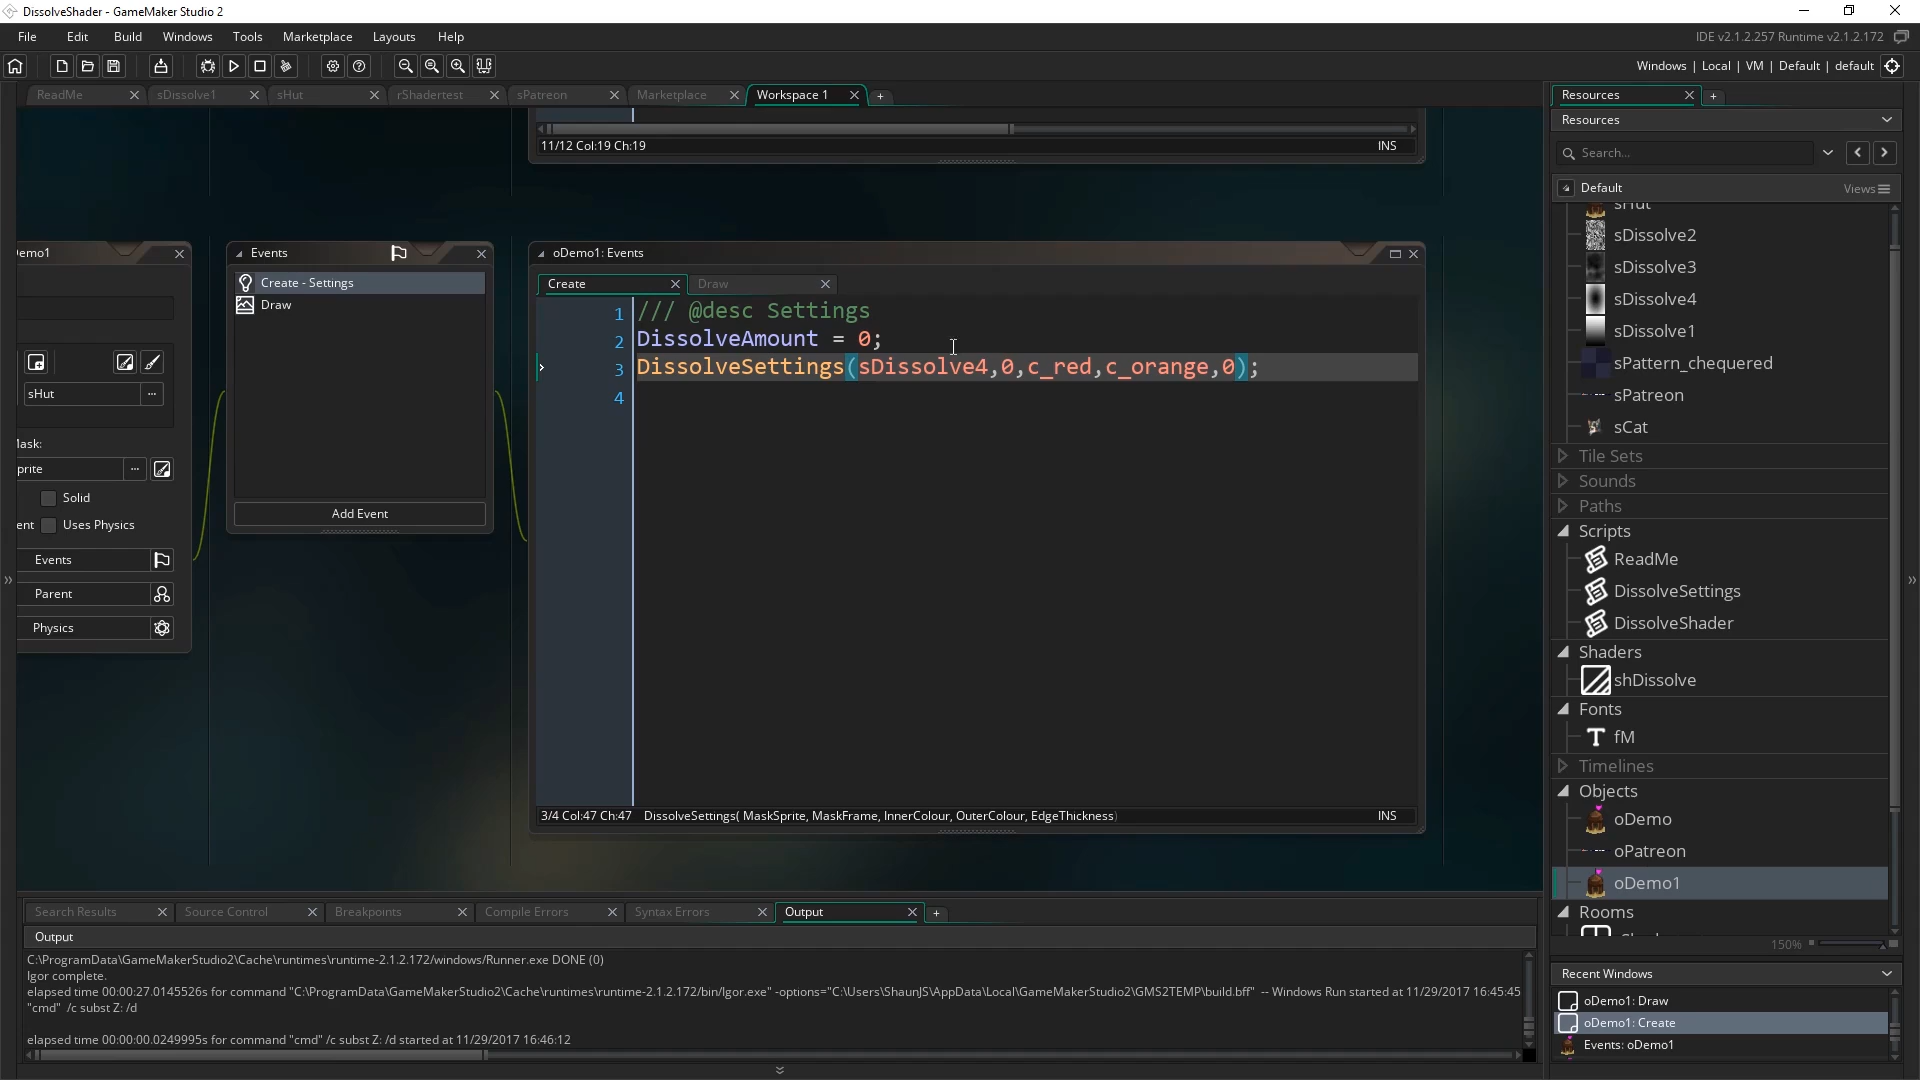 DissolveShader - GameMaker Studio 2
File Edit Build Windows Tools Marketplace Layouts Help
IDE v2.1.2.257 Runtime v2.1.2.172
Windows | Local | VM | Default | default
ReadMe sDissolve1 sHut rShadertest sPatreon Marketplace Workspace 1
11/12 Col:19 Ch:19 INS
emo1
sHut
Mask:
prite
Solid
ent Uses Physics
Events
Parent
Physics
Events
Create - Settings
Draw
Add Event
oDemo1: Events
Create Draw
1 /// @desc Settings
2 DissolveAmount = 0;
3 DissolveSettings(sDissolve4,0,c_red,c_orange,0);
4
3/4 Col:47 Ch:47 DissolveSettings( MaskSprite, MaskFrame, InnerColour, OuterColour, EdgeThickness) INS
Search Results Source Control Breakpoints Compile Errors Syntax Errors Output
Output
C:\ProgramData\GameMakerStudio2\Cache\runtimes\runtime-2.1.2.172/windows/Runner.exe DONE (0)
Igor complete.
elapsed time 00:00:27.0145526s for command "C:\ProgramData\GameMakerStudio2\Cache\runtimes\runtime-2.1.2.172/bin/Igor.exe" -options="C:\Users\ShaunJS\AppData\Local\GameMakerStudio2\GMS2TEMP\build.bff" -- Windows Run started at 11/29/2017 16:45:45
"cmd" /c subst Z: /d
elapsed time 00:00:00.0249995s for command "cmd" /c subst Z: /d started at 11/29/2017 16:46:12
Resources
Resources
Search...
Default Views
sHut
sDissolve2
sDissolve3
sDissolve4
sDissolve1
sPattern_chequered
sPatreon
sCat
Tile Sets
Sounds
Paths
Scripts
ReadMe
DissolveSettings
DissolveShader
Shaders
shDissolve
Fonts
fM
Timelines
Objects
oDemo
oPatreon
oDemo1
Rooms
150%
Recent Windows
oDemo1: Draw
oDemo1: Create
Events: oDemo1